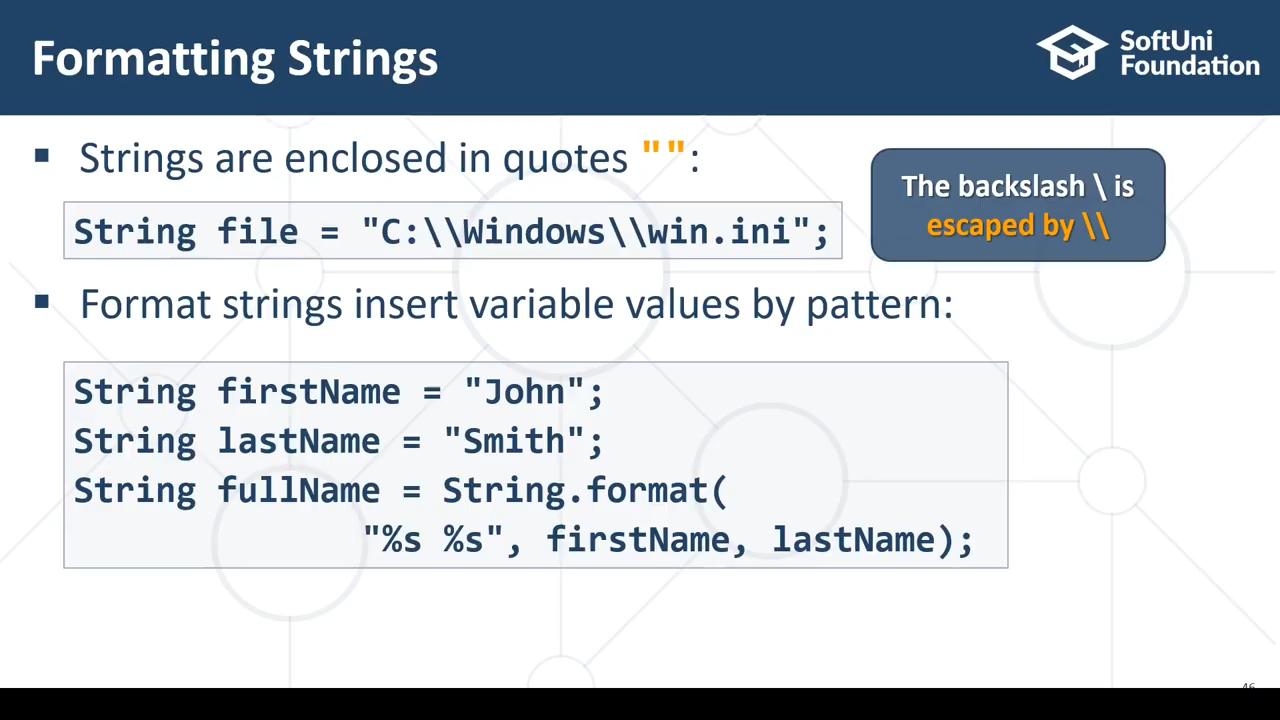 Formatting Strings
SoftUni
Foundation
▪ Strings are enclosed in quotes "":
The backslash \ is
escaped by \\
String file = "C:\\Windows\\win.ini";
▪ Format strings insert variable values by pattern:
String firstName = "John";
String lastName = "Smith";
String fullName = String.format(
"%s %s", firstName, lastName);
46